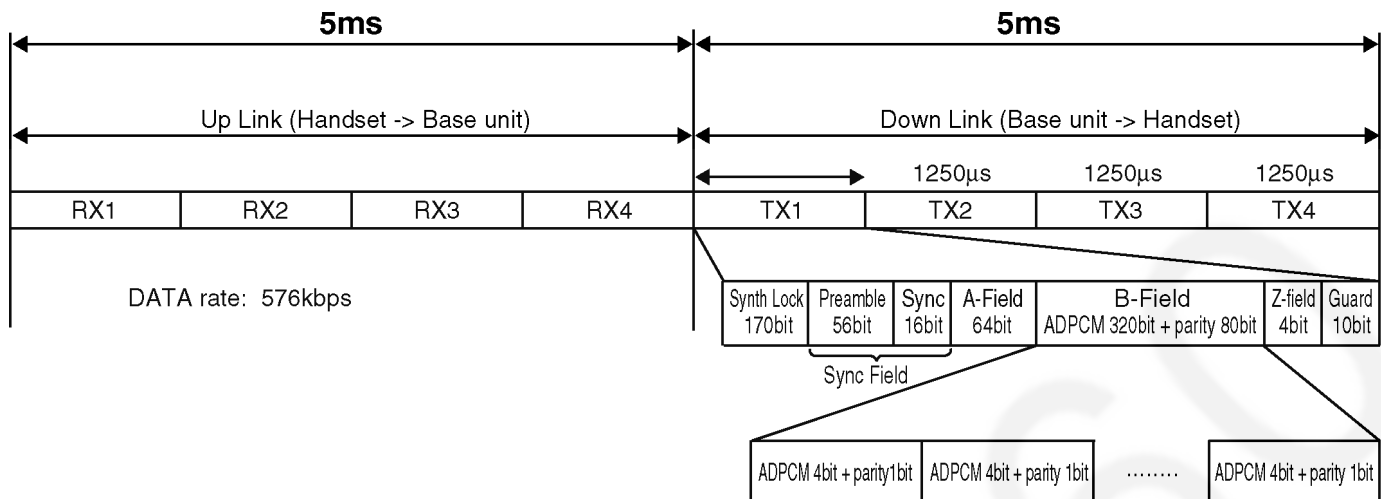 5ms 5ms
Up Link (Handset -> Base unit) Down Link (Base unit -> Handset)
1250μs 1250μs 1250μs
RX1 RX2 RX3 RX4 TX1 TX2 TX3 TX4
DATA rate: 576kbps
Synth Lock Preamble Sync A-Field B-Field Z-field Guard
170bit 56bit 16bit 64bit ADPCM 320bit + parity 80bit 4bit 10bit
Sync Field
ADPCM 4bit + parity1bit ADPCM 4bit + parity 1bit ........ ADPCM 4bit + parity 1bit